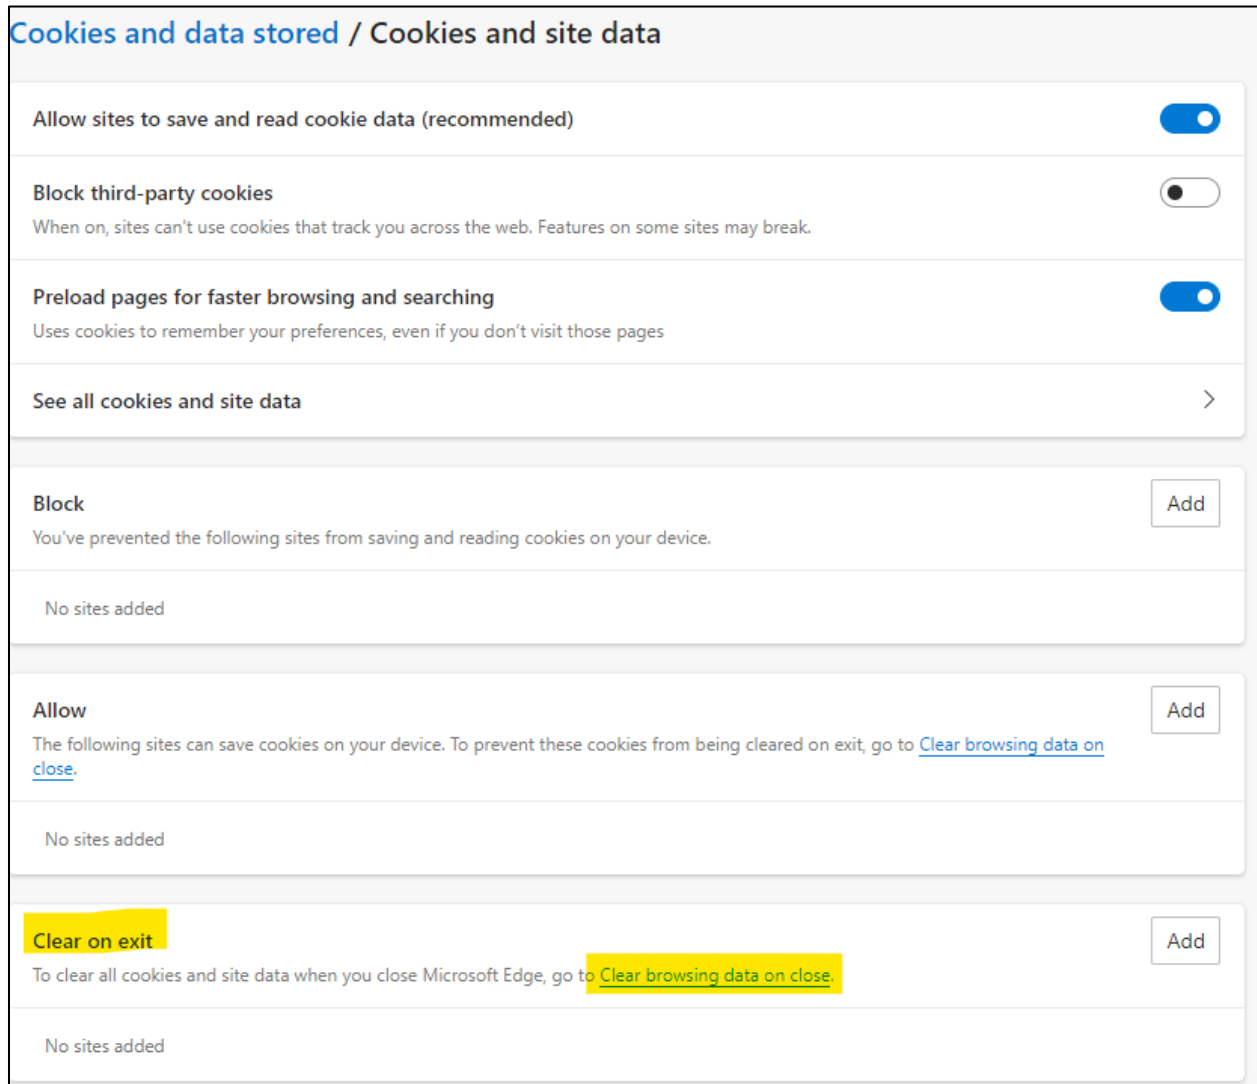 Cookies and data stored / Cookies and site data
Allow sites to save and read cookie data (recommended)
Block third-party cookies
When on, sites can't use cookies that track you across the web. Features on some sites may break.
Preload pages for faster browsing and searching
Uses cookies to remember your preferences, even if you don’t visit those pages
See all cookies and site data
Block
Add
You've prevented the following sites from saving and reading cookies on your device.
No sites added
Allow
Add
The following sites can save cookies on your device. To prevent these cookies from being cleared on exit, go to Clear browsing data on
close.
No sites added
Clear on exit
Add
To clear all cookies and site data when you close Microsoft Edge, go to Clear browsing data on close.
No sites added